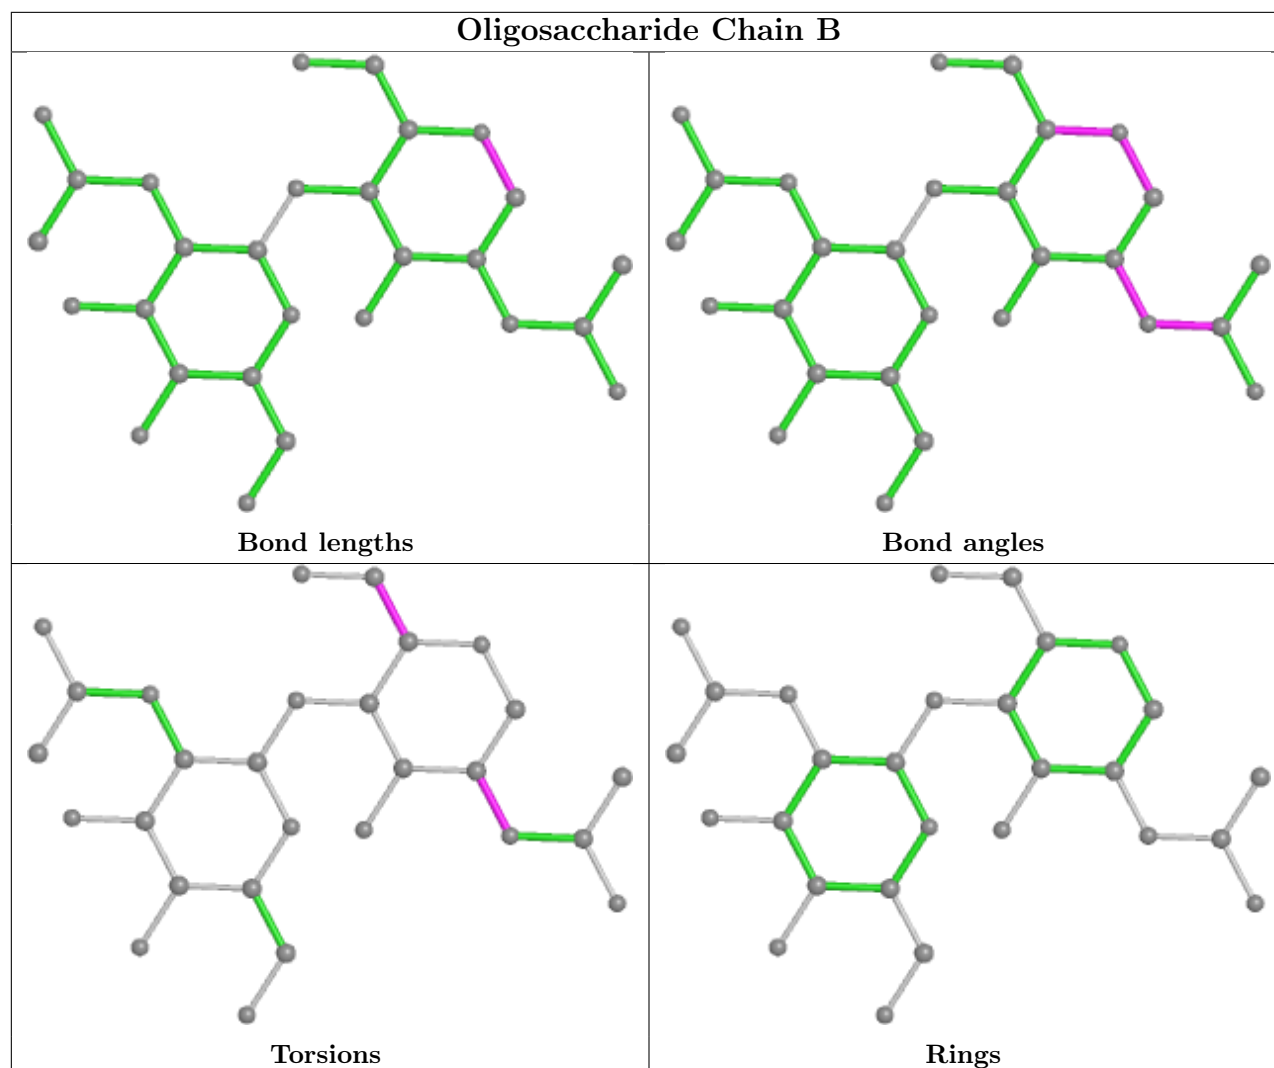 Oligosaccharide Chain B
Bond lengths
Bond angles
Torsions
Rings